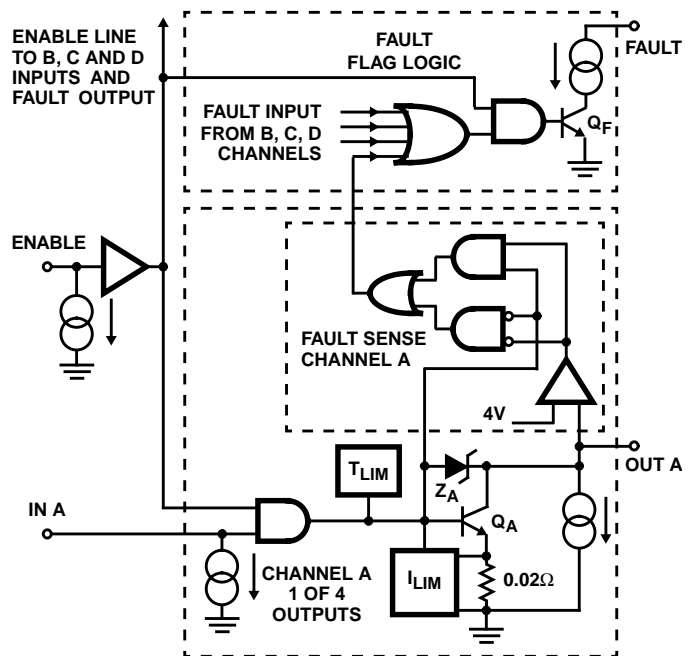 ENABLE LINE
TO B, C AND D
INPUTS AND
FAULT OUTPUT
FAULT
FLAG LOGIC
FAULT
FAULT INPUT
FROM B, C, D
CHANNELS
QF
ENABLE
FAULT SENSE
CHANNEL A
4V
OUT A
TLIM
ZA
IN A
QA
ILIM
0.02Ω
CHANNEL A
1 OF 4
OUTPUTS